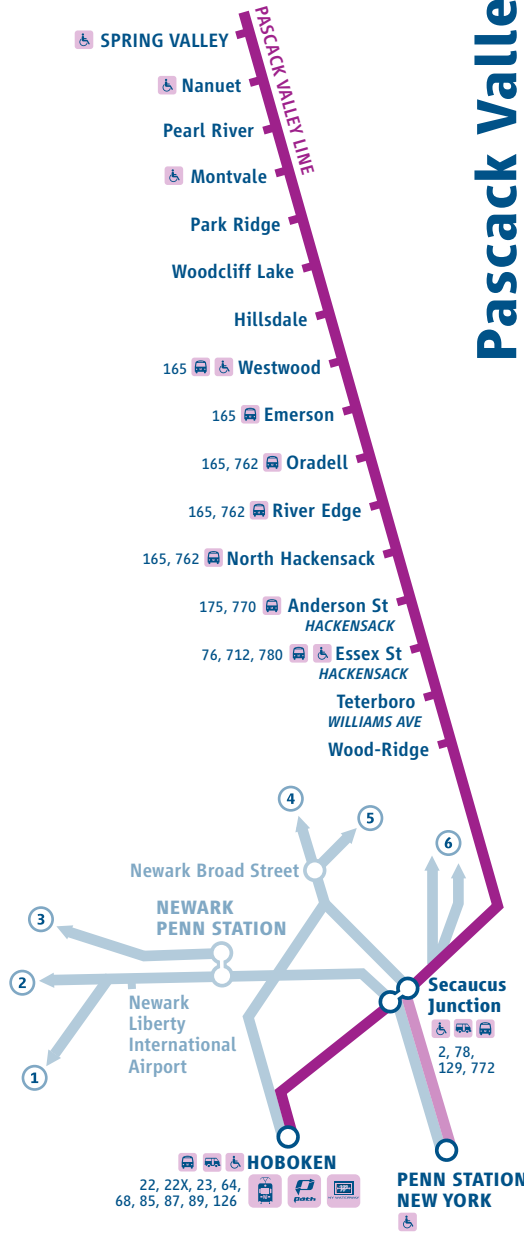 Pascack Valle
PASCACK VALLEY LINE
SPRING VALLEY
Nanuet
Pearl River
Montvale
Park Ridge
Woodcliff Lake
Hillsdale
165 Westwood
165 Emerson
165, 762 Oradell
165, 762 River Edge
165, 762 North Hackensack
175, 770 Anderson St
HACKENSACK
76, 712, 780 Essex St
HACKENSACK
Teterboro
WILLIAMS AVE
Wood-Ridge
4
5
6
Newark Broad Street
3
NEWARK
PENN STATION
2
Newark
Liberty
International
Airport
1
Secaucus
Junction
2, 78,
129, 772
HOBOKEN
22, 22X, 23, 64,
68, 85, 87, 89, 126
path
PENN STATION
NEW YORK